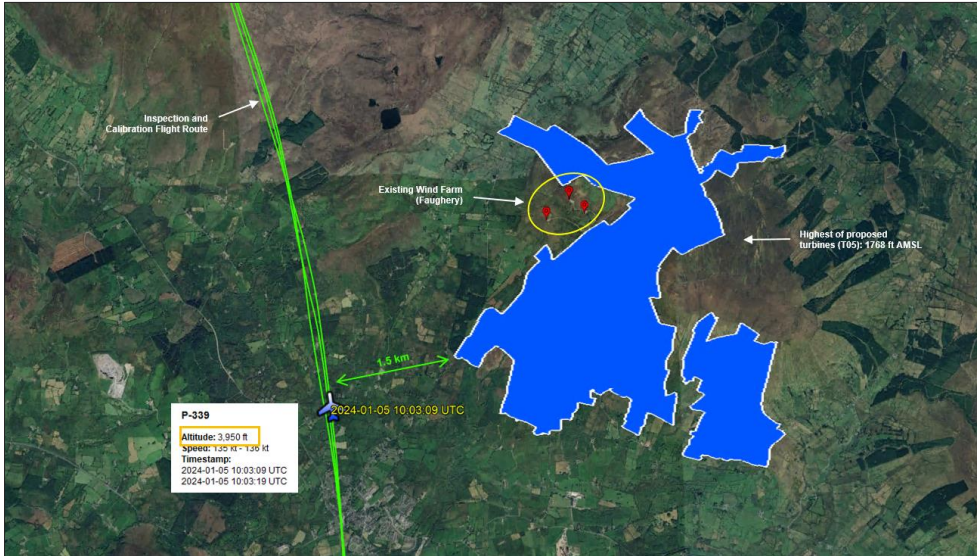 Inspection and
Calibration Flight Route
Existing Wind Farm
(Faughery)
Highest of proposed
turbines (T05): 1768 ft AMSL
1.5 km
2024-01-05 10:03:09 UTC
P-339
Altitude: 3,950 ft
Speed: 135 kt - 136 kt
Timestamp:
2024-01-05 10:03:09 UTC
2024-01-05 10:03:19 UTC